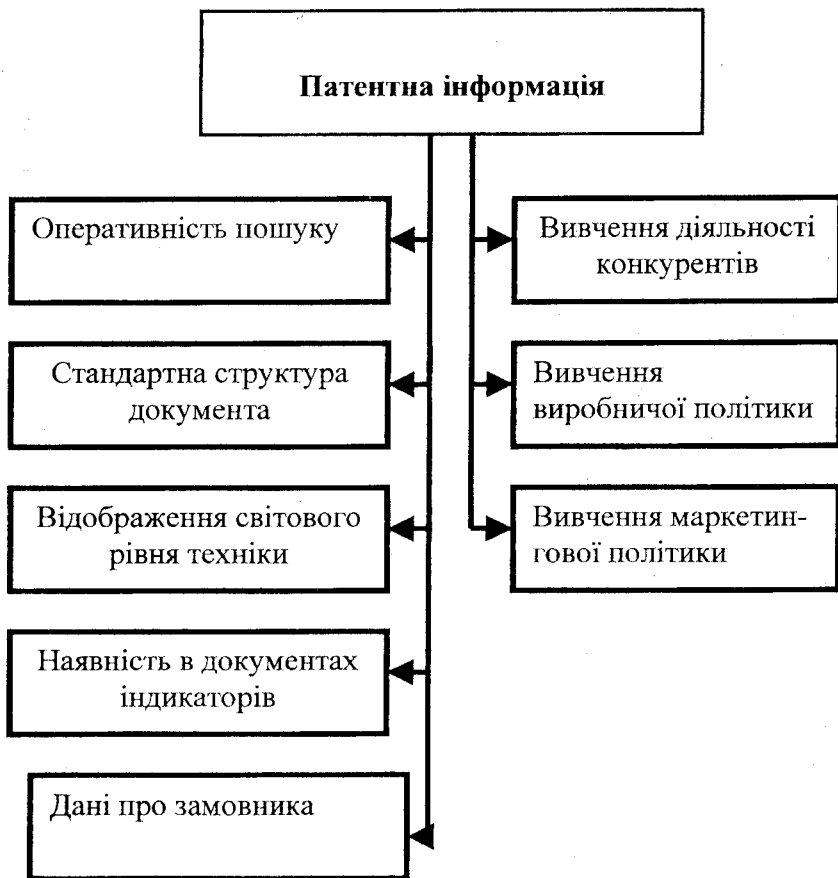 Патентна інформація
Оперативність пошуку
Стандартна структура
документа
Відображення світового
рівня техніки
Наявність в документах
індикаторів
Дані про замовника
Вивчення діяльності
конкурентів
Вивчення
виробничої політики
Вивчення маркетин-
гової політики